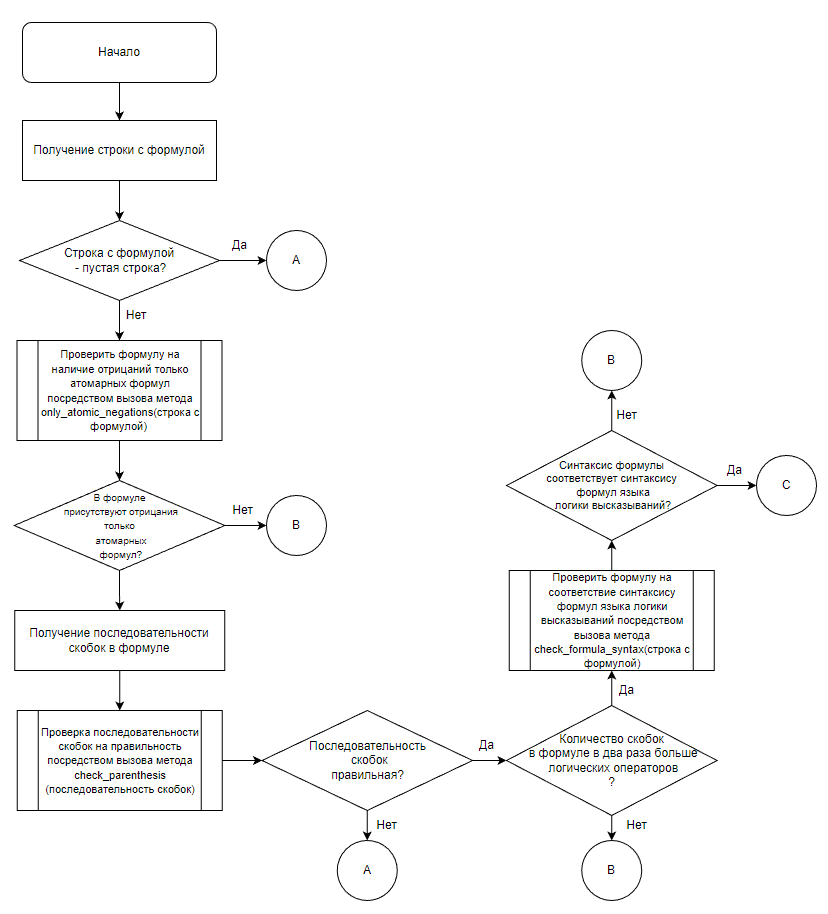 Начало
Получение строки с формулой
Строка с формулой
- пустая строка?
Да
A
Нет
Проверить формулу на
наличие отрицаний только
атомарных формул
посредством вызова метода
only_atomic_negations(строка с
формулой)
В формуле
присутствуют отрицания
только
атомарных
формул?
Нет
B
Получение последовательности
скобок в формуле
Проверка последовательности
скобок на правильность
посредством вызова метода
check_parenthesis
(последовательность скобок)
Последовательность
скобок
правильная?
Да
Нет
A
Количество скобок
в формуле в два раза больше
логических операторов
?
Нет
B
Да
Проверить формулу на
соответствие синтаксису
формул языка логики
высказываний посредством
вызова метода
check_formula_syntax(строка с
формулой)
Синтаксис формулы
соответствует синтаксису
формул языка
логики высказываний?
Да
C
Нет
B